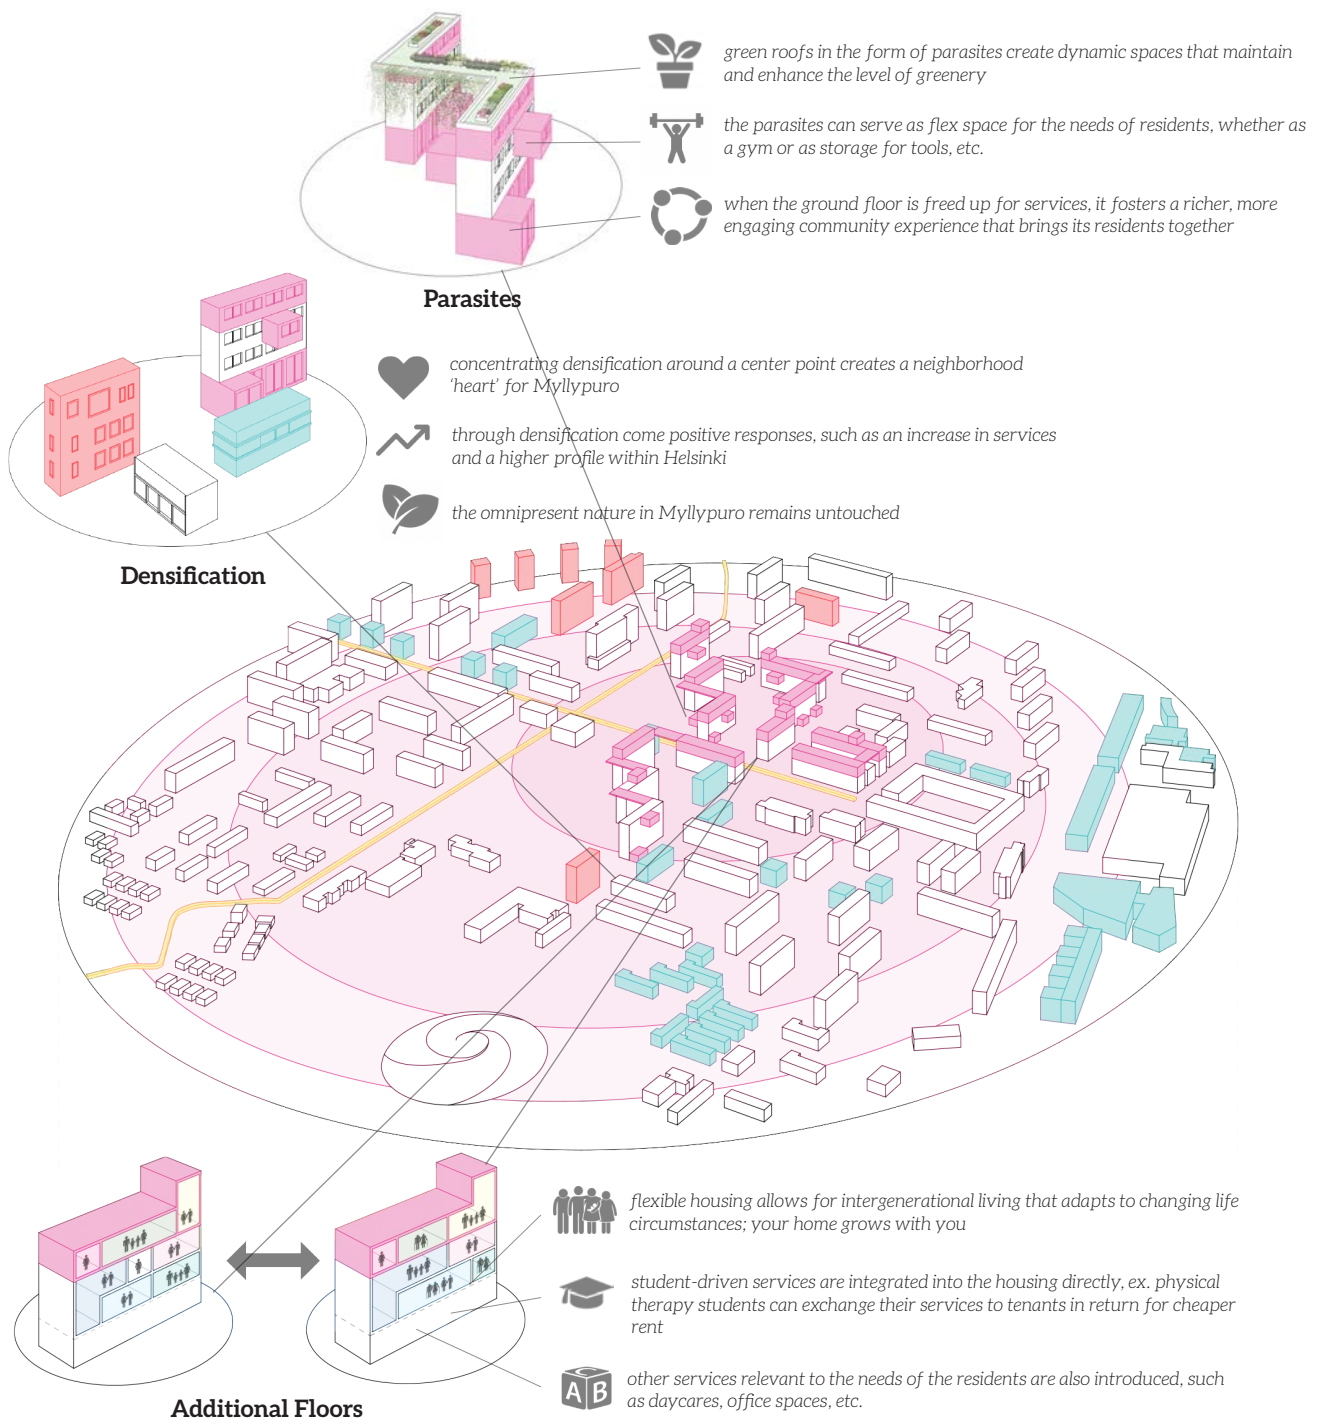 green roofs in the form of parasites create dynamic spaces that maintain
and enhance the level of greenery
the parasites can serve as flex space for the needs of residents, whether as
a gym or as storage for tools, etc.
when the ground floor is freed up for services, it fosters a richer, more
engaging community experience that brings its residents together
Parasites
concentrating densification around a center point creates a neighborhood
‘heart’ for Myllypuro
through densification come positive responses, such as an increase in services
and a higher profile within Helsinki
the omnipresent nature in Myllypuro remains untouched
Densification
flexible housing allows for intergenerational living that adapts to changing life
circumstances; your home grows with you
student-driven services are integrated into the housing directly, ex. physical
therapy students can exchange their services to tenants in return for cheaper
rent
other services relevant to the needs of the residents are also introduced, such
as daycares, office spaces, etc.
A B C
Additional Floors